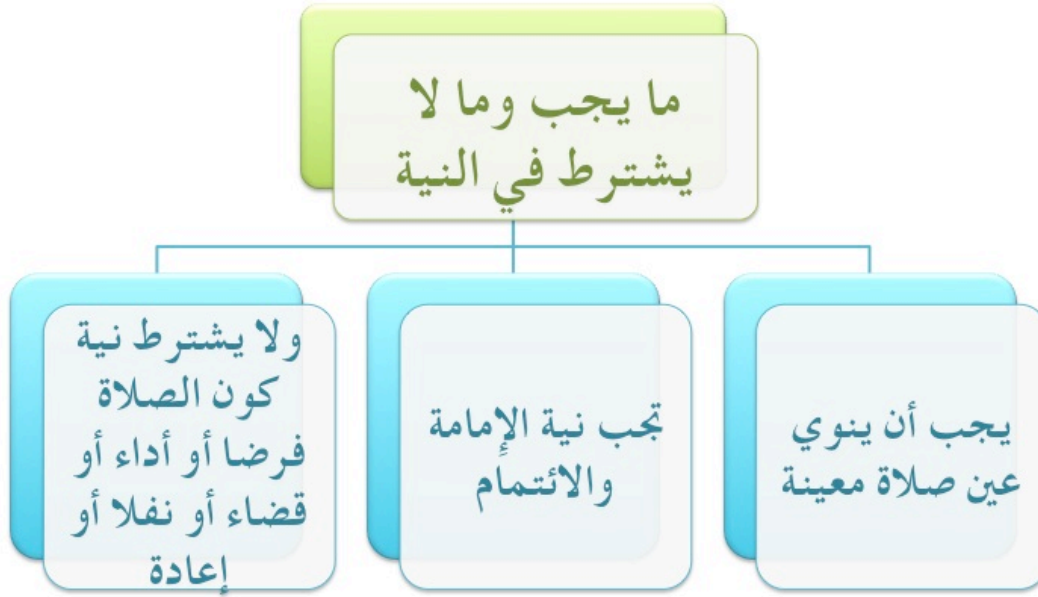 ما يجب وما لا
يشترط في النية
يجب أن ينوي
عين صلاة معينة
تجب نية الإمامة
والائتمام
ولا يشترط نية
كون الصلاة
فرضا أو أداء أو
قضاء أو نفلا أو
إعادة